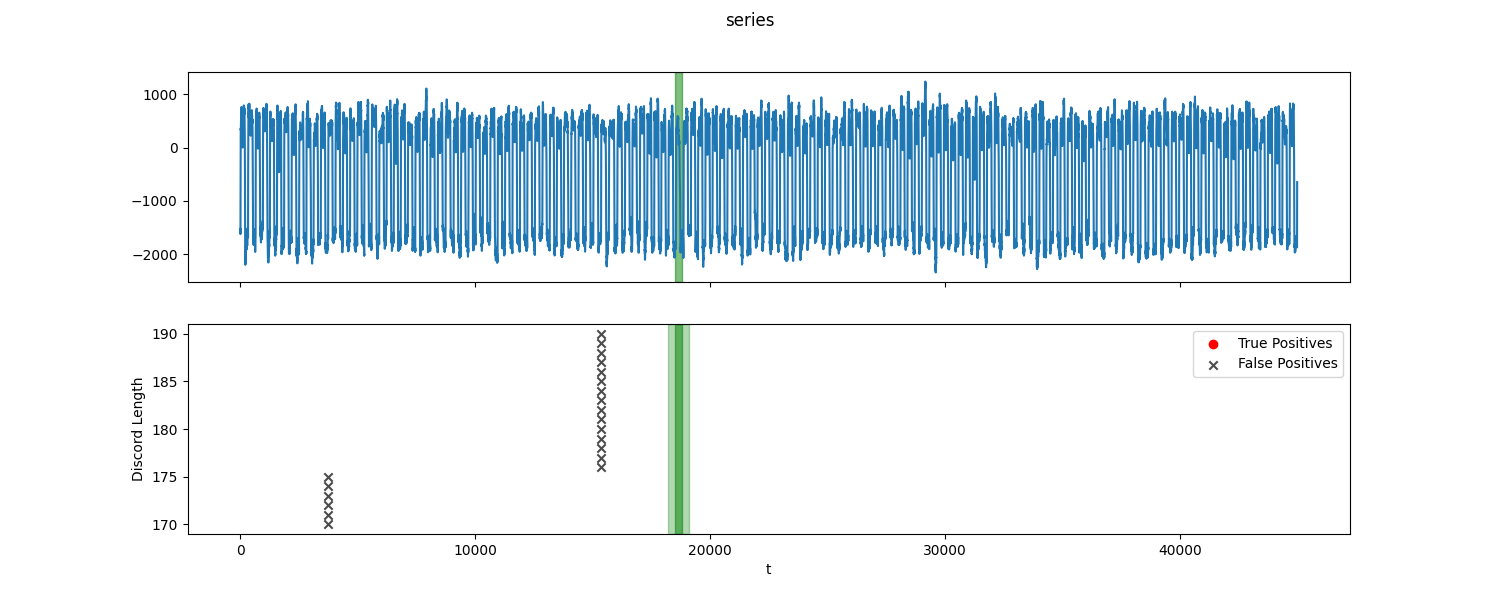 series
1000
0
−1000
−2000
190
185
180
175
170
Discord Length
True Positives
False Positives
0 10000 20000 30000 40000
t